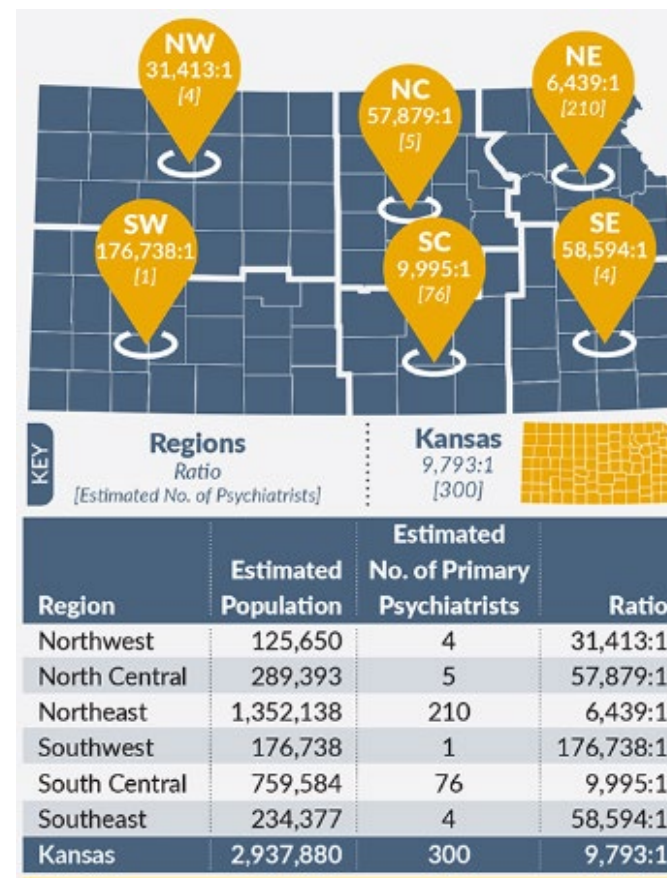 NW
31,413:1
[4]
NC
57,879:1
[5]
NE
6,439:1
[210]
SW
176,738:1
[1]
SC
9,995:1
[76]
SE
58,594:1
[4]
KEY
Regions
Ratio
[Estimated No. of Psychiatrists]
Kansas
9,793:1
[300]
Region Estimated Population Estimated No. of Primary Psychiatrists Ratio
Northwest 125,650 4 31,413:1
North Central 289,393 5 57,879:1
Northeast 1,352,138 210 6,439:1
Southwest 176,738 1 176,738:1
South Central 759,584 76 9,995:1
Southeast 234,377 4 58,594:1
Kansas 2,937,880 300 9,793:1